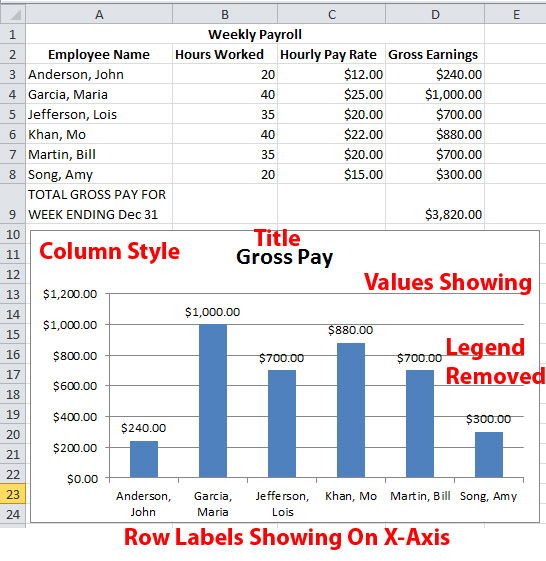 A B C D E
1 Weekly Payroll
2 Employee Name Hours Worked Hourly Pay Rate Gross Earnings
3 Anderson, John 20 $12.00 $240.00
4 Garcia, Maria 40 $25.00 $1,000.00
5 Jefferson, Lois 35 $20.00 $700.00
6 Khan, Mo 40 $22.00 $880.00
7 Martin, Bill 35 $20.00 $700.00
8 Song, Amy 20 $15.00 $300.00
TOTAL GROSS PAY FOR
9 WEEK ENDING Dec 31 $3,820.00
10 Title
11 Column Style Gross Pay
12 Values Showing
13 $1,200.00
14 $1,000.00
15 $1,000.00 $880.00
16 $800.00 $700.00 $700.00 Legend
17 Removed
18 $600.00
19 $400.00 $300.00
20 $240.00
21 $200.00
22 $0.00
23 Anderson, Garcia, Jefferson, Khan, Mo Martin, Bill Song, Amy
24 John Maria Lois
Row Labels Showing On X-Axis